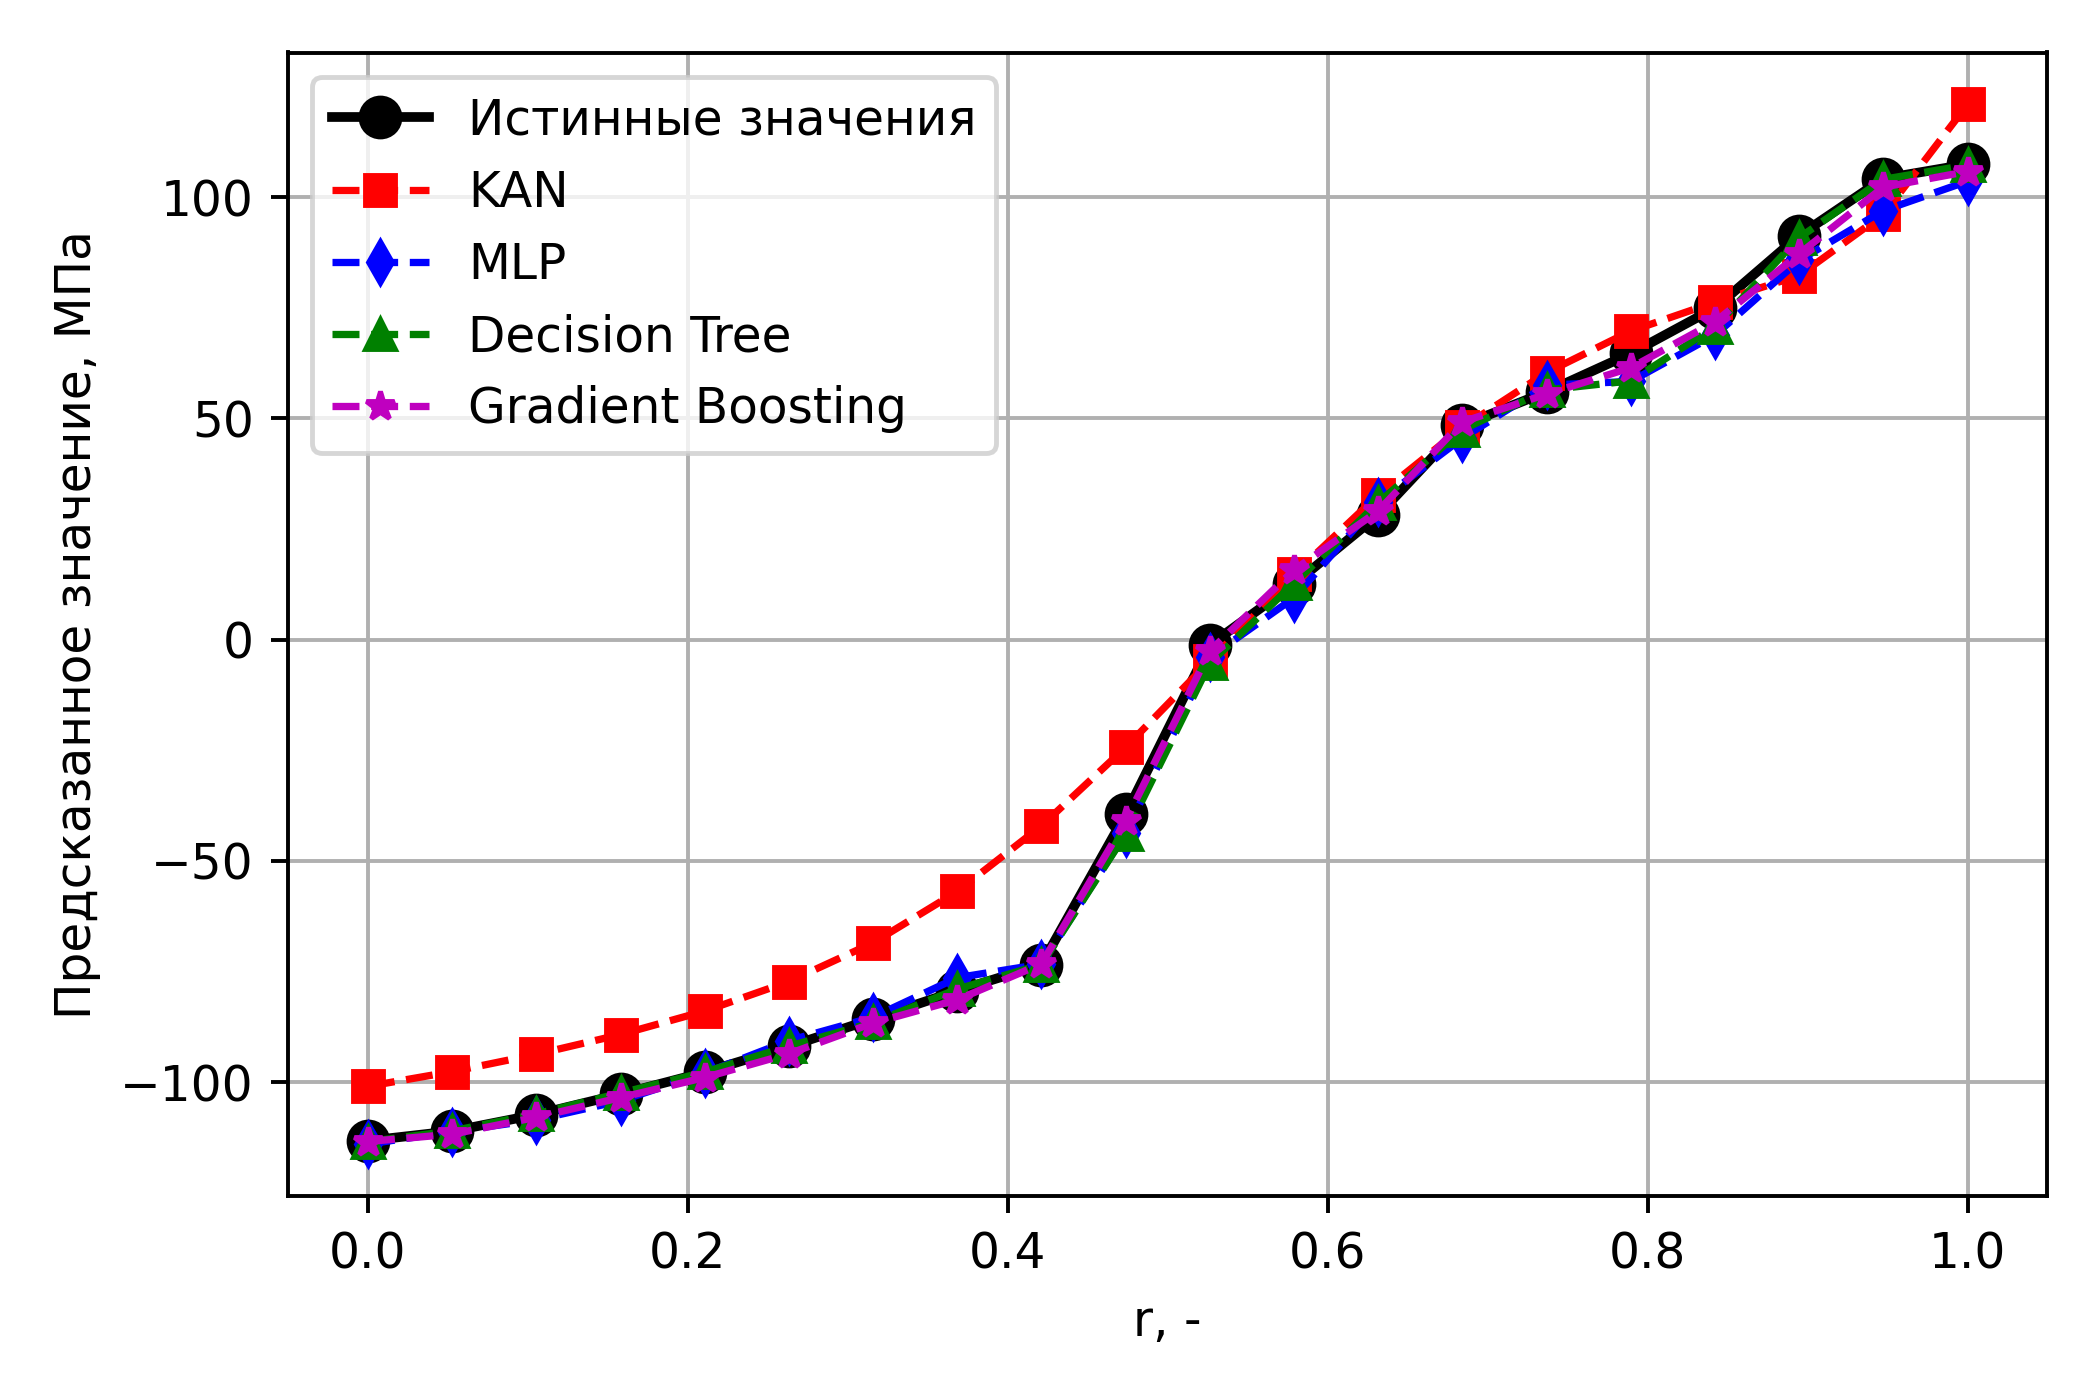 Истинные значения
KAN
MLP
Decision Tree
Gradient Boosting
Предсказанное значение, МПа
100
50
0
−50
−100
0.0 0.2 0.4 0.6 0.8 1.0
r, -